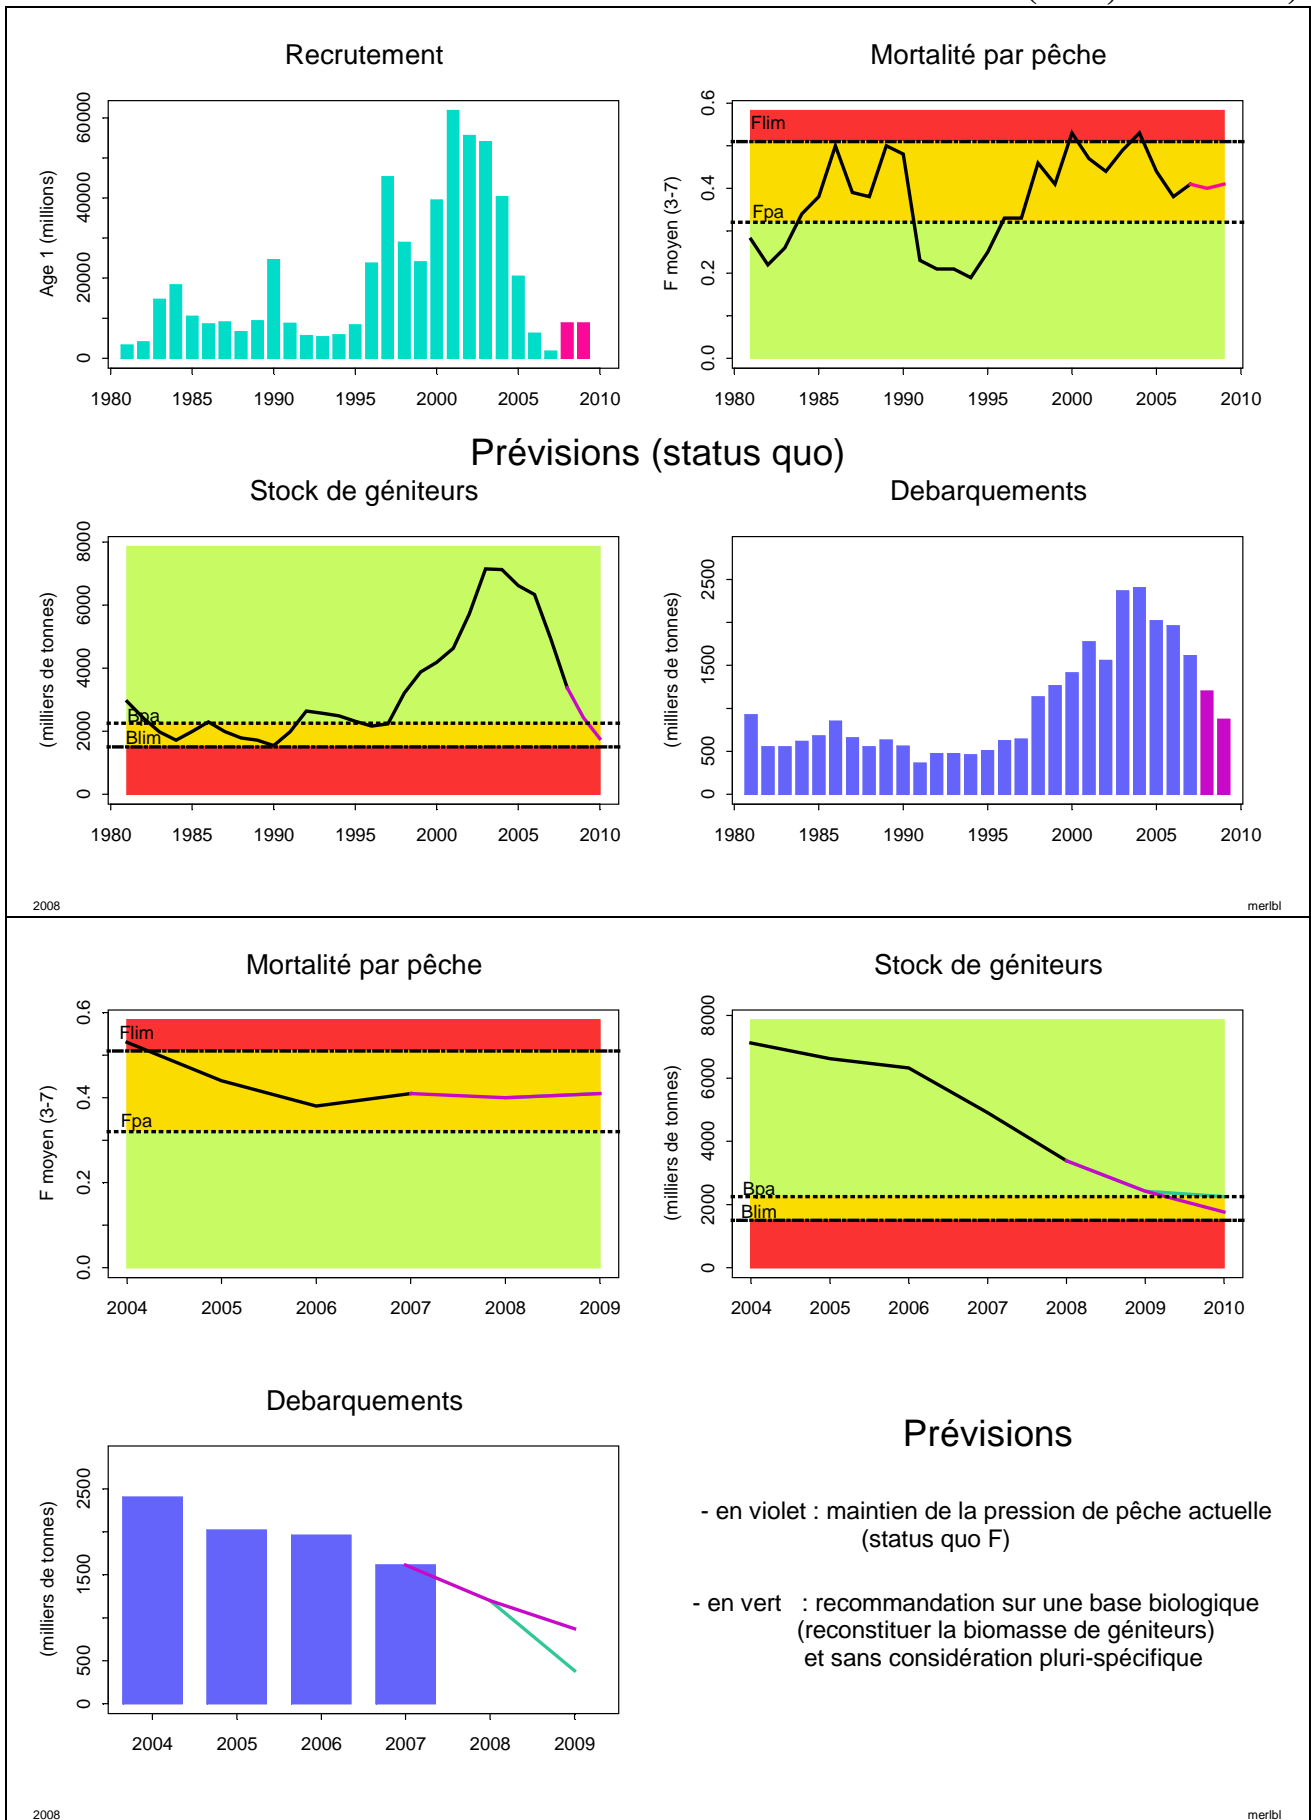 Recrutement
Age 1 (millions)
0 20000 40000 60000
1980 1985 1990 1995 2000 2005 2010
Mortalité par pêche
F moyen (3-7)
0.0 0.2 0.4 0.6
Flim
Fpa
1980 1985 1990 1995 2000 2005 2010
Prévisions (status quo)
Stock de géniteurs
(milliers de tonnes)
0 2000 4000 6000 8000
Bpa
Blim
1980 1985 1990 1995 2000 2005 2010
Debarquements
(milliers de tonnes)
0 500 1500 2500
1980 1985 1990 1995 2000 2005 2010
2008
merlbl
Mortalité par pêche
F moyen (3-7)
0.0 0.2 0.4 0.6
Flim
Fpa
2004 2005 2006 2007 2008 2009
Stock de géniteurs
(milliers de tonnes)
0 2000 4000 6000 8000
Bpa
Blim
2004 2005 2006 2007 2008 2009 2010
Debarquements
(milliers de tonnes)
0 500 1500 2500
2004 2005 2006 2007 2008 2009
Prévisions
- en violet : maintien de la pression de pêche actuelle
(status quo F)
- en vert : recommandation sur une base biologique
(reconstituer la biomasse de géniteurs)
et sans considération pluri-spécifique
2008
merlbl